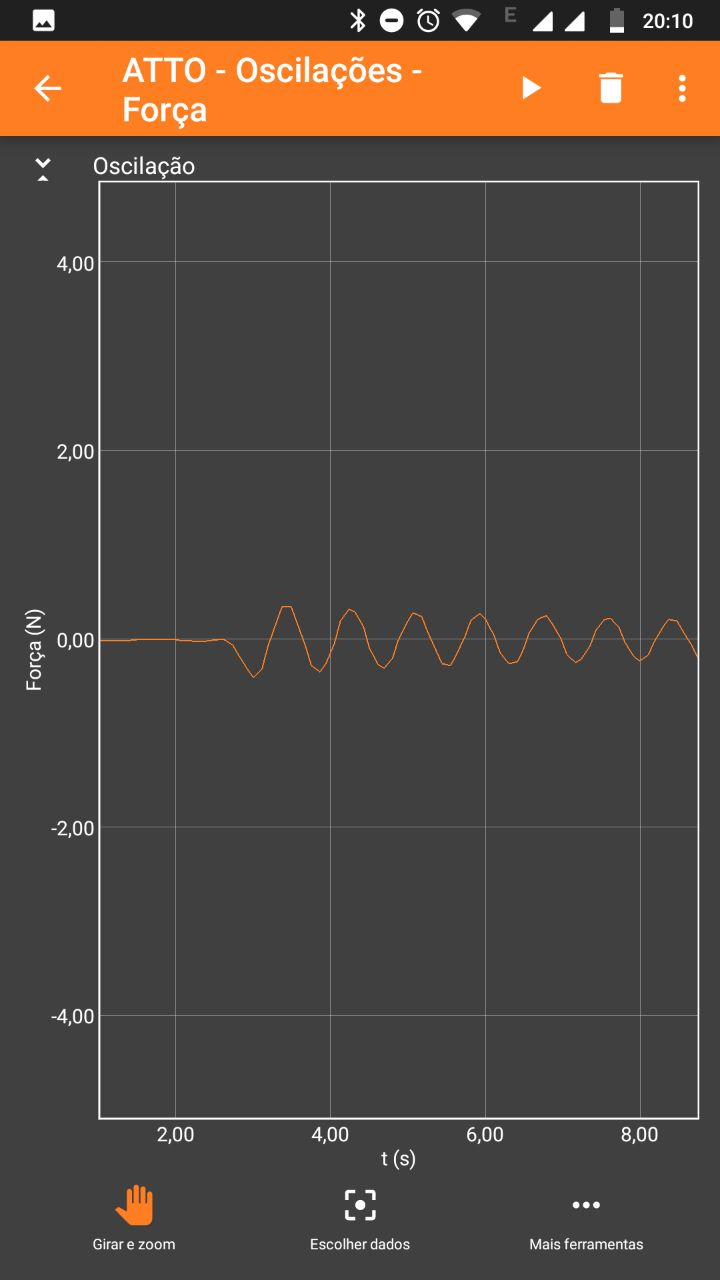 E
20:10
ATTO - Oscilações -
Força
Oscilação
4,00
2,00
0,00
-2,00
-4,00
Força (N)
2,00 4,00 6,00 8,00
t (s)
Girar e zoom Escolher dados Mais ferramentas